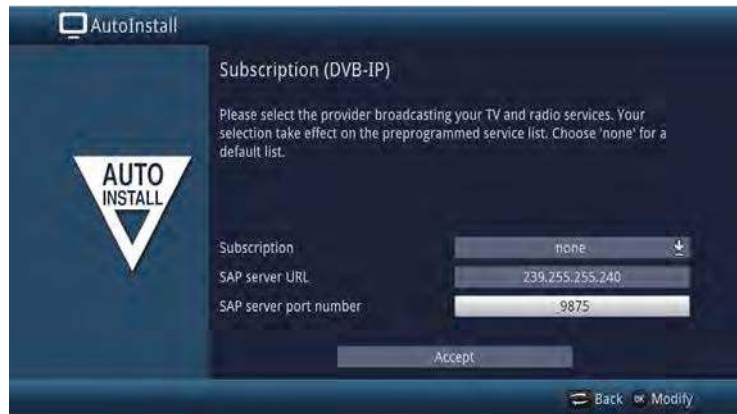 AutoInstall
Subscription (DVB-IP)
Please select the provider broadcasting your TV and radio services. Your
selection take effect on the preprogrammed service list. Choose 'none' for a
default list.
AUTO
INSTALL
Subscription none
SAP server URL 239.255.255.240
SAP server port number _9875
Accept
Back OK Modify